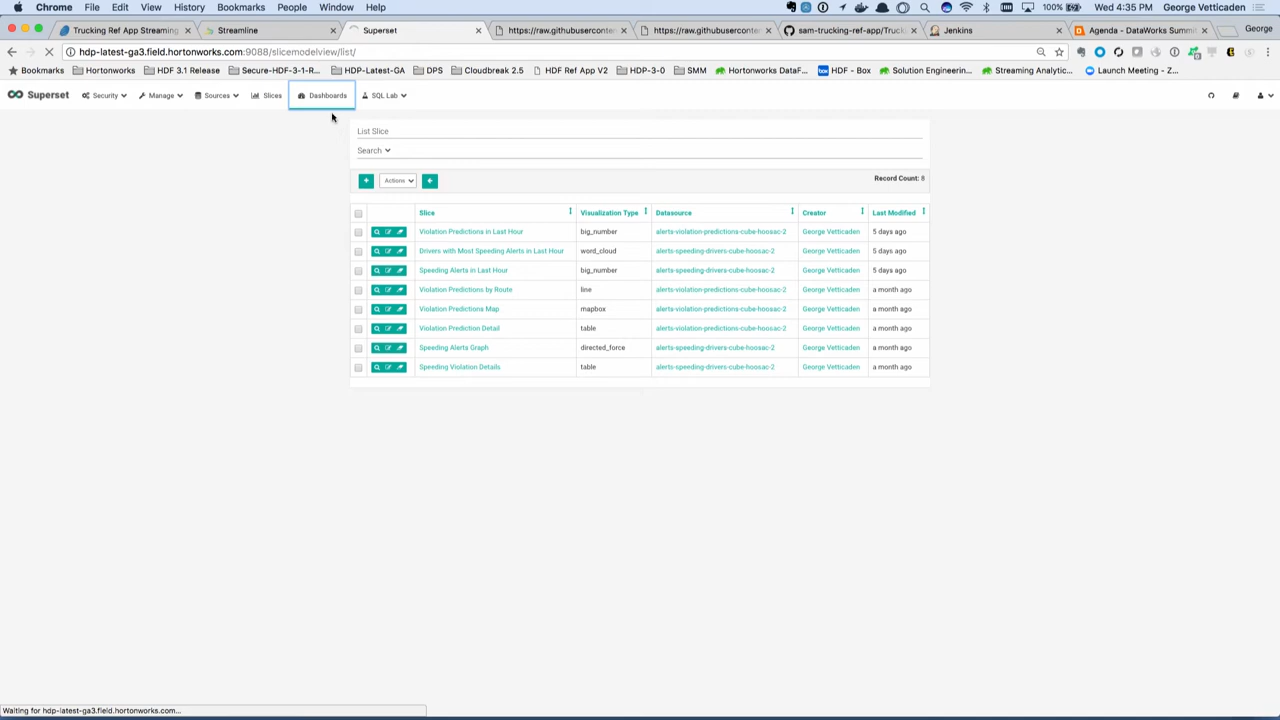 Chrome File Edit View History Bookmarks People Window Help 100% Wed 4:35 PM George Vetticaden
Trucking Ref App Streaming Streamline Superset https://raw.githubuserconten https://raw.githubuserconten sam-trucking-ref-app/Truck Jenkins Agenda - DataWorks Summit George
hdp-latest-ga3.field.hortonworks.com:9088/slicemodelview/list/
Bookmarks Hortonworks HDF 3.1 Release Secure-HDF-3-1-R... HDP-Latest-GA DPS Cloudbreak 2.5 HDF Ref App V2 HDP-3-0 SMM Hortonworks DataF... HDF - Box Solution Engineerin... Streaming Analytic... Launch Meeting - Z...
Superset Security Manage Sources Slices Dashboards SQL Lab
List Slice
Search
Actions Record Count: 8
Slice Visualization Type Datasource Creator Last Modified
Violation Predictions in Last Hour big_number alerts-violation-predictions-cube-hoosac-2 George Vetticaden 5 days ago
Drivers with Most Speeding Alerts in Last Hour word_cloud alerts-speeding-drivers-cube-hoosac-2 George Vetticaden 5 days ago
Speeding Alerts in Last Hour big_number alerts-speeding-drivers-cube-hoosac-2 George Vetticaden 5 days ago
Violation Predictions by Route line alerts-violation-predictions-cube-hoosac-2 George Vetticaden a month ago
Violation Predictions Map mapbox alerts-violation-predictions-cube-hoosac-2 George Vetticaden a month ago
Violation Prediction Detail table alerts-violation-predictions-cube-hoosac-2 George Vetticaden a month ago
Speeding Alerts Graph directed_force alerts-speeding-drivers-cube-hoosac-2 George Vetticaden a month ago
Speeding Violation Details table alerts-speeding-drivers-cube-hoosac-2 George Vetticaden a month ago
Waiting for hdp-latest-ga3.field.hortonworks.com...